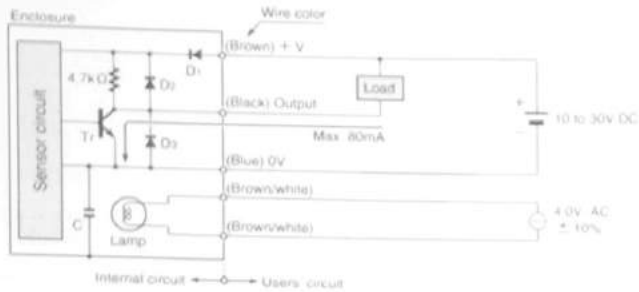 Enclosure
Wire color
(Brown) + V
D1
4.7kΩ
D2
Load
(Black) Output
+
10 to 30V DC
−
Sensor circuit
Tr
D3
Max. 80mA
(Blue) 0V
(Brown/white)
C
4.0V AC
± 10%
(Brown/white)
Lamp
Internal circuit
Users' circuit